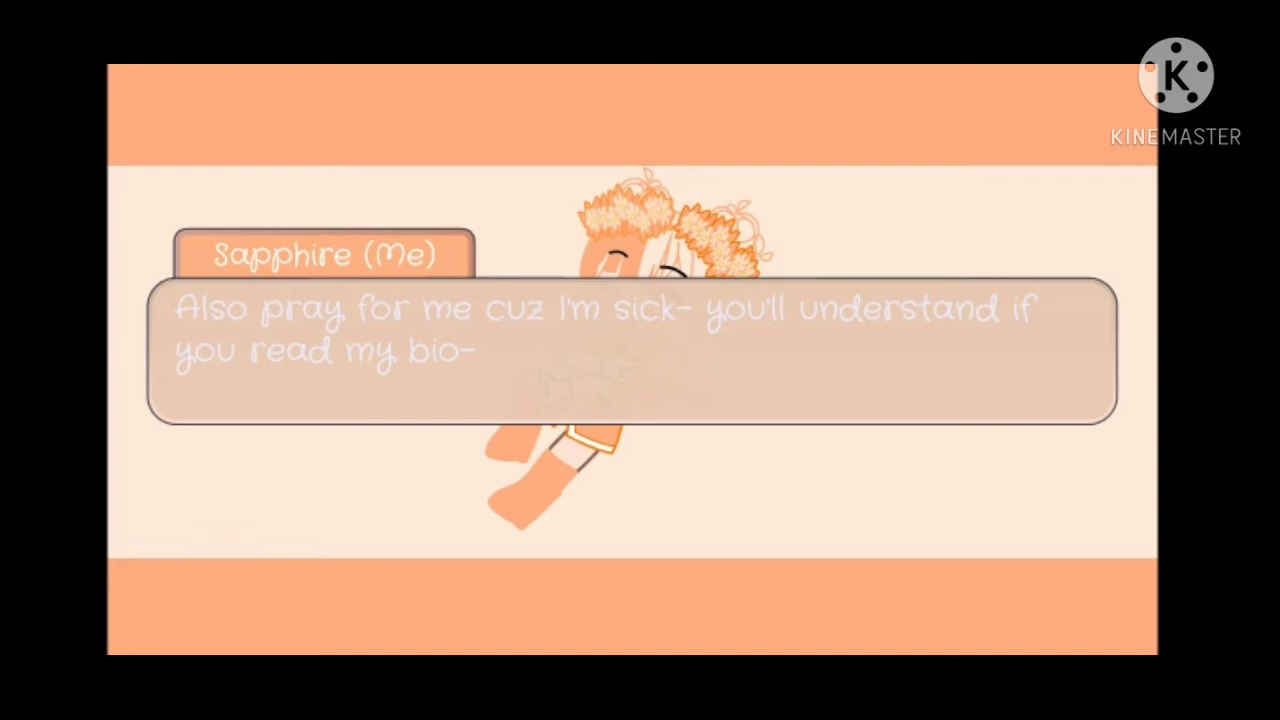 K
KINEMASTER
Sapphire (Me)
Also pray for me cuz I'm sick- you'll understand if
you read my bio-